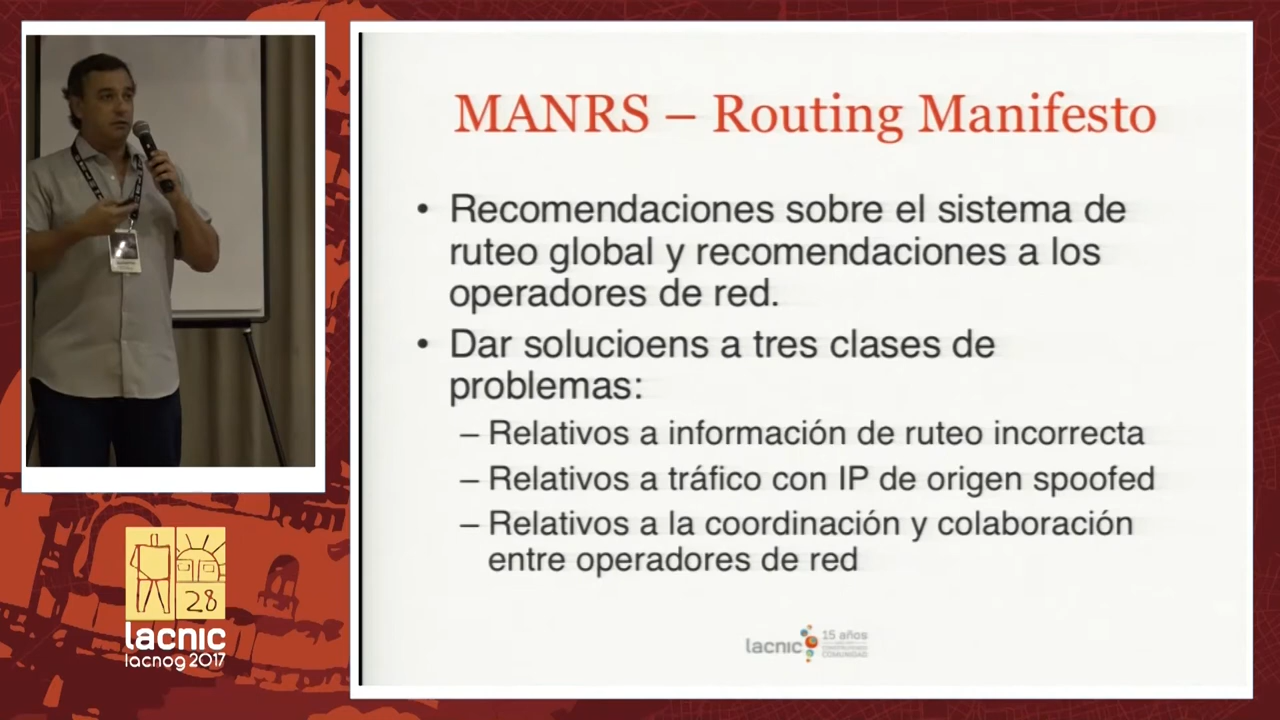 MANRS – Routing Manifesto
• Recomendaciones sobre el sistema de
ruteo global y recomendaciones a los
operadores de red.
• Dar solucioens a tres clases de
problemas:
– Relativos a información de ruteo incorrecta
– Relativos a tráfico con IP de origen spoofed
– Relativos a la coordinación y colaboración
entre operadores de red
lacnic
15 años
COMUNIDAD
28
lacnic
lacnog 2017